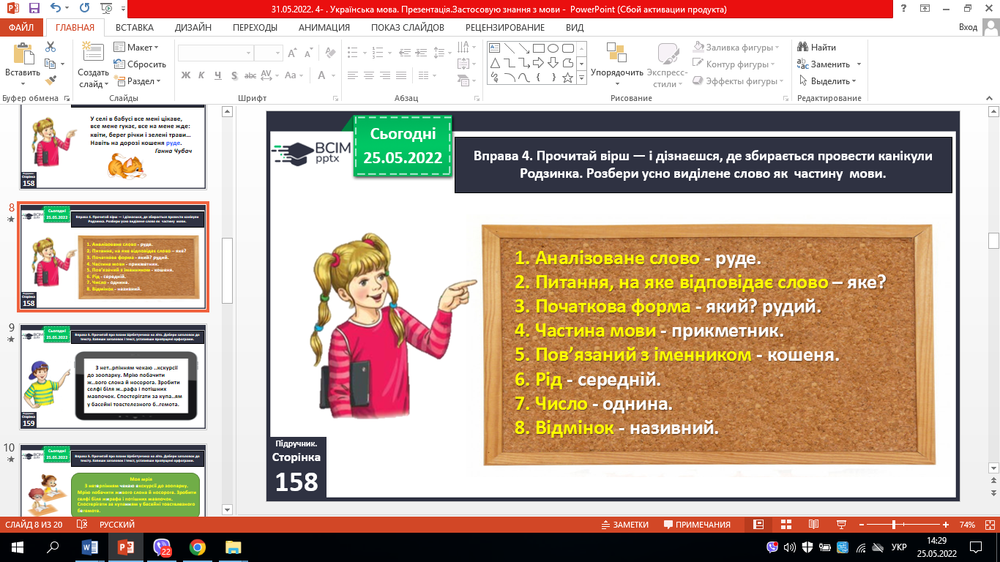 31.05.2022. 4- . Українська мова. Презентація.Застосовую знання з мови - PowerPoint (Сбой активации продукта)
ФАЙЛ ГЛАВНАЯ ВСТАВКА ДИЗАЙН ПЕРЕХОДЫ АНИМАЦИЯ ПОКАЗ СЛАЙДОВ РЕЦЕНЗИРОВАНИЕ ВИД Вход
Вставить
Буфер обмена
Создать
слайд
Макет
Сбросить
Раздел
Слайды
Ж К Ч S abc AV Aa A
Шрифт
Абзац
Упорядочить
Экспресс-
стили
Заливка фигуры
Контур фигуры
Эффекты фигуры
Рисование
Найти
Заменить
Выделить
Редактирование
У селі в бабусі все мені цікаве,
все мене гукає, все на мене жде:
квіти, берег річки і зелені трави...
Навіть на дорозі кошеня руде.
Ганна Чубач
Підручник.
Сторінка
158
8
Сьогодні
25.05.2022
Вправа 4. Прочитай вірш — і дізнаєшся, де збирається провести канікули
Родзинка. Розбери усно виділене слово як частину мови.
1. Аналізоване слово - руде.
2. Питання, на яке відповідає слово – яке?
3. Початкова форма - який? рудий.
4. Частина мови - прикметник.
5. Пов’язаний з іменником - кошеня.
6. Рід - середній.
7. Число - однина.
8. Відмінок - називний.
Підручник.
Сторінка
158
9
Сьогодні
25.05.2022
Вправа 5. Прочитай про плани Щебетунчика на літо. Добери заголовок до
тексту. Запиши заголовок і текст, уставивши пропущені орфограми.
З нет..рпінням чекаю ..кскурсії
до зоопарку. Мрію побачити
ж..вого слона й носорога. Зробити
селфі біля ж..рафа і потішних
мавпочок. Спостерігати за купа..ям
у басейні товстелезного б..гемота.
Підручник.
Сторінка
159
10
Сьогодні
25.05.2022
Вправа 5. Прочитай про плани Щебетунчика на літо. Добери заголовок до
тексту. Запиши заголовок і текст, уставивши пропущені орфограми.
Моя мрія
З нетерпінням чекаю екскурсії до зоопарку.
Мрію побачити живого слона й носорога. Зробити
селфі біля жирафа і потішних мавпочок.
Спостерігати за купанням у басейні товстелезного
бегемота.
ВСІМ
pptx
Сьогодні
25.05.2022
Вправа 4. Прочитай вірш — і дізнаєшся, де збирається провести канікули
Родзинка. Розбери усно виділене слово як частину мови.
1. Аналізоване слово - руде.
2. Питання, на яке відповідає слово – яке?
3. Початкова форма - який? рудий.
4. Частина мови - прикметник.
5. Пов’язаний з іменником - кошеня.
6. Рід - середній.
7. Число - однина.
8. Відмінок - називний.
Підручник.
Сторінка
158
СЛАЙД 8 ИЗ 20 РУССКИЙ ЗАМЕТКИ ПРИМЕЧАНИЯ 74%
22
УКР
14:29
25.05.2022